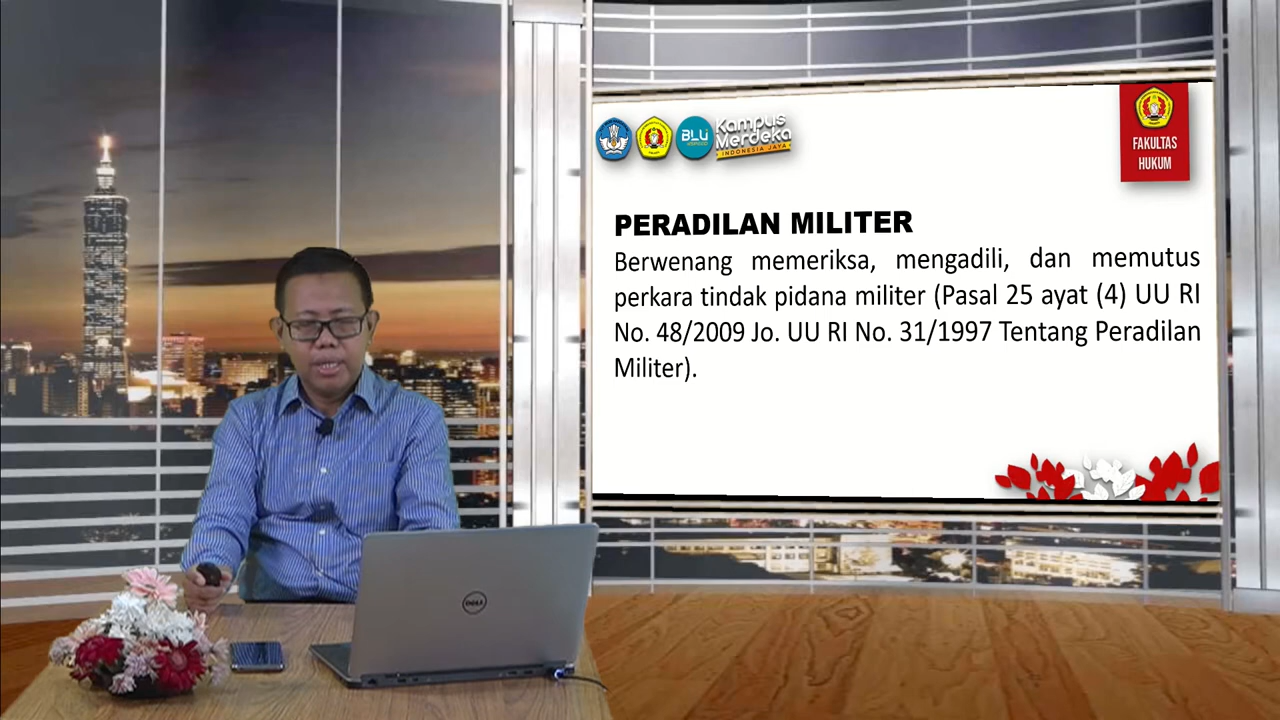 BLU
Kampus
Merdeka
INDONESIA JAYA
FAKULTAS
HUKUM
PERADILAN MILITER
Berwenang memeriksa, mengadili, dan memutus
perkara tindak pidana militer (Pasal 25 ayat (4) UU RI
No. 48/2009 Jo. UU RI No. 31/1997 Tentang Peradilan
Militer).
DELL